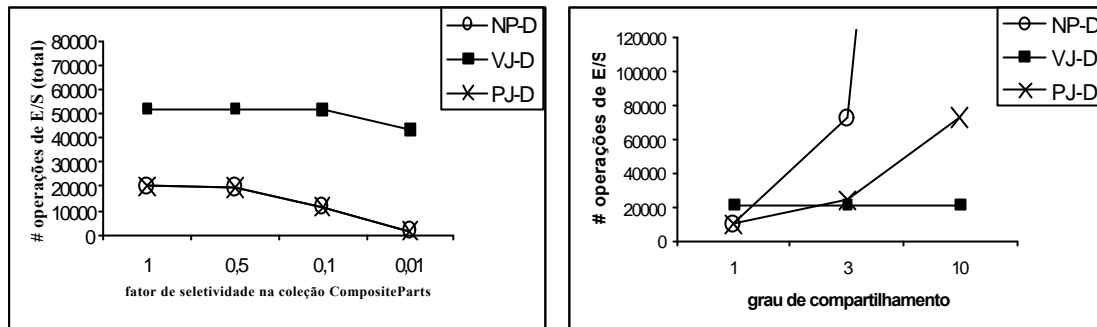 NP-D
VJ-D
PJ-D
# operações de E/S (total)
80000
70000
60000
50000
40000
30000
20000
10000
0
1 0,5 0,1 0,01
fator de seletividade na coleção CompositeParts
NP-D
VJ-D
PJ-D
# operações de E/S
120000
100000
80000
60000
40000
20000
0
1 3 10
grau de compartilhamento